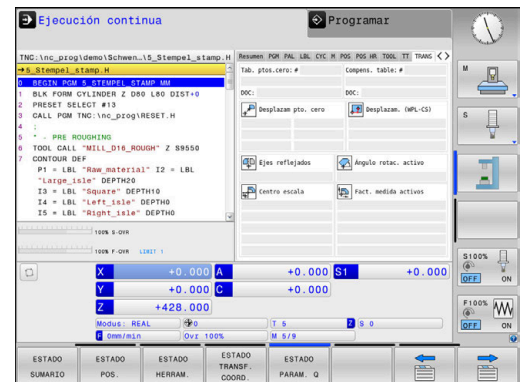 Ejecución continua
Programar
TNC:\nc_prog\demo\Schwen…\5_Stempel_stamp.H
Resumen PGM PAL LBL CYC M POS POS HR TOOL TT TRANS
→5_Stempel_stamp.H
Tab. ptos.cero: #
Compens. table: #
0 BEGIN PGM 5_STEMPEL_STAMP MM
1 BLK FORM CYLINDER Z D80 L80 DIST+0
DOC:
DOC:
2 PRESET SELECT #13
3 CALL PGM TNC:\nc_prog\RESET.H
Desplazam pto. cero
Desplazam. (WPL-CS)
4 ;
5 * - PRE ROUGHING
6 TOOL CALL "MILL_D16_ROUGH" Z S9550
7 CONTOUR DEF
P1 = LBL "Raw_material" I2 = LBL
Ejes reflejados
Angulo rotac. activo
"Large_isle" DEPTH20
I3 = LBL "Square" DEPTH10
I4 = LBL "Left_isle" DEPTH0
Centro escala
Fact. medida activos
I5 = LBL "Right_isle" DEPTH0
100% S-OVR
100% F-OVR LIMIT 1
X +0.000 A +0.000 S1 +0.000
Y +0.000 C +0.000
Z +428.000
Modus: REAL
0
T 5
Z S 0
F 0mm/min
Ovr 100%
M 5/9
M
S
S100%
OFF ON
F100%
OFF ON
ESTADO SUMARIO
ESTADO POS.
ESTADO HERRAM.
ESTADO TRANSF. COORD.
ESTADO PARAM. Q